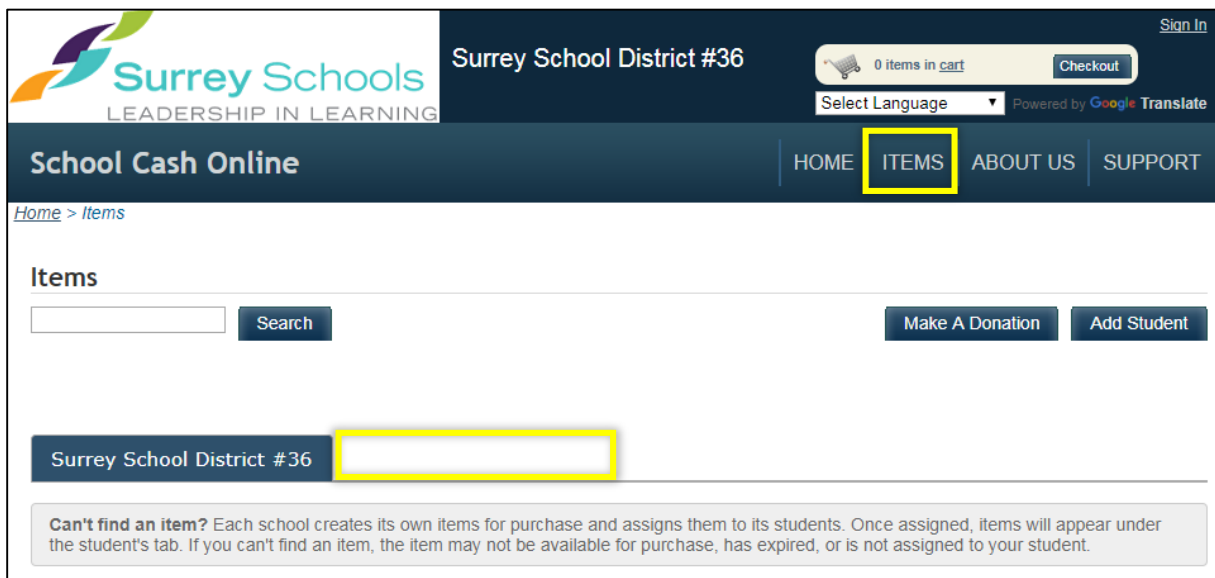 Surrey Schools
LEADERSHIP IN LEARNING
Surrey School District #36
Sign In
0 items in cart
Checkout
Select Language
Powered by Google Translate
School Cash Online
HOME ITEMS ABOUT US SUPPORT
Home > Items
Items
Search
Make A Donation
Add Student
Surrey School District #36
Can't find an item? Each school creates its own items for purchase and assigns them to its students. Once assigned, items will appear under
the student's tab. If you can't find an item, the item may not be available for purchase, has expired, or is not assigned to your student.